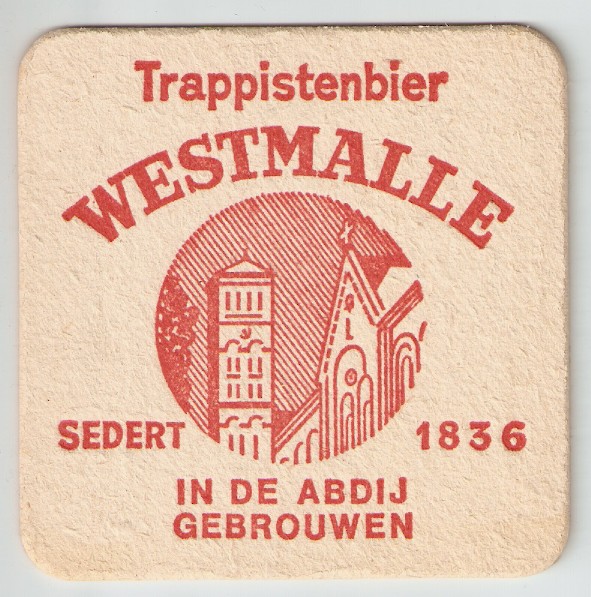 Trappistenbier
WESTMALLE
SEDERT 1836
IN DE ABDIJ
GEBROUWEN